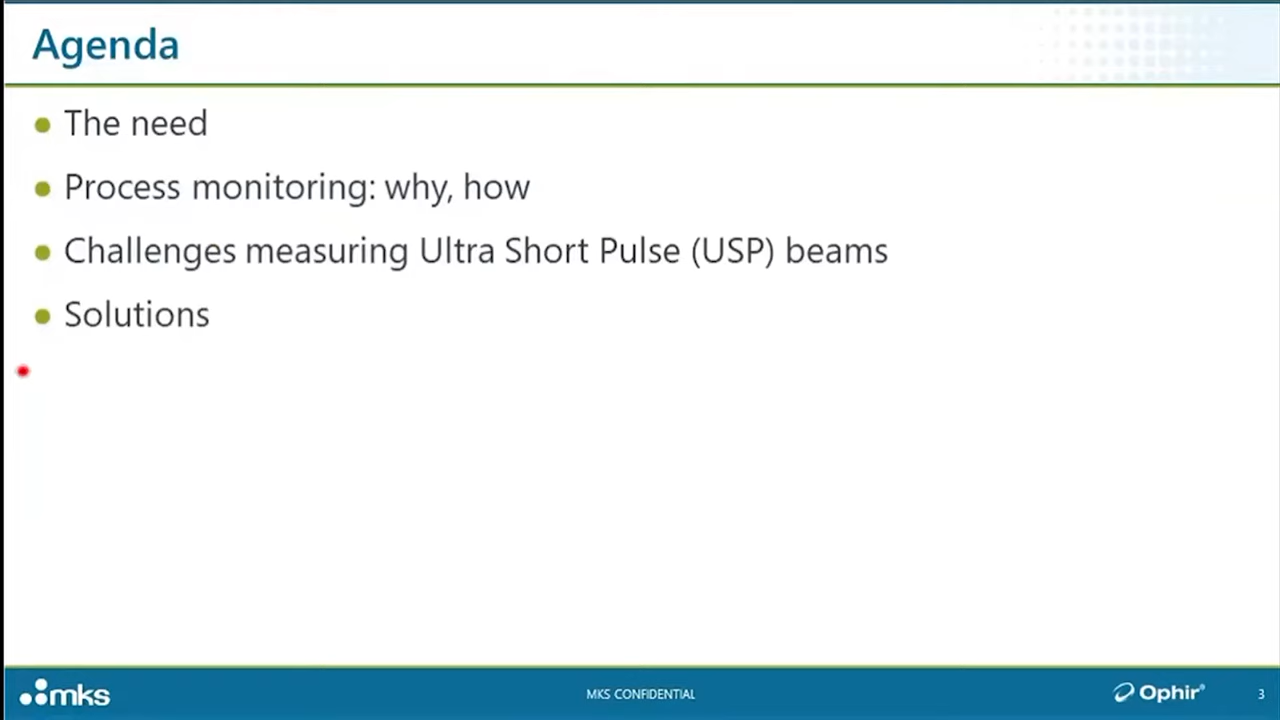 Agenda
The need
Process monitoring: why, how
Challenges measuring Ultra Short Pulse (USP) beams
Solutions
mks
MKS CONFIDENTIAL
Ophir®
3